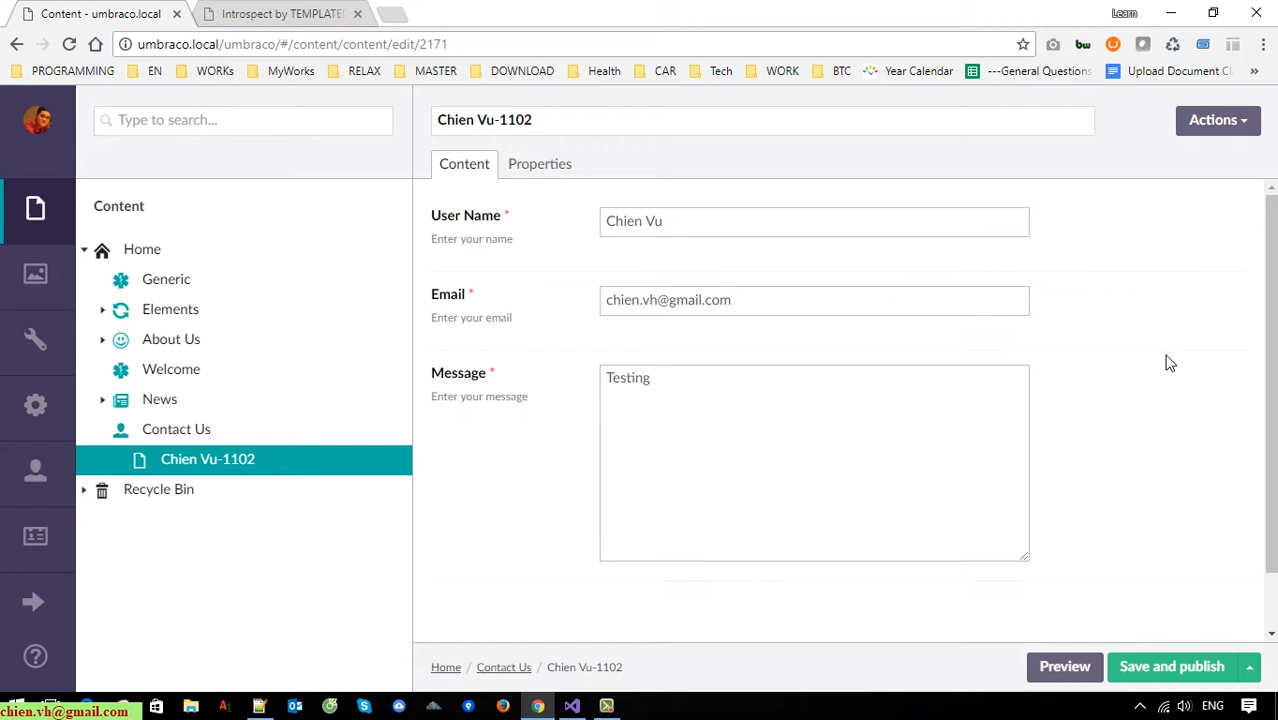 Content - umbraco.local
Introspect by TEMPLATE
Learn
umbraco.local/umbraco/#/content/content/edit/2171
bw
PROGRAMMING
EN
WORKs
MyWorks
RELAX
MASTER
DOWNLOAD
Health
CAR
Tech
WORK
BTC
Year Calendar
---General Questions
Upload Document C
»
Type to search...
Chien Vu-1102
Actions
Content
Properties
Content
Home
Generic
Elements
About Us
Welcome
News
Contact Us
Chien Vu-1102
Recycle Bin
User Name *
Enter your name
Chien Vu
Email *
Enter your email
chien.vh@gmail.com
Message *
Enter your message
Testing
Home / Contact Us / Chien Vu-1102
Preview
Save and publish
chien.vh@gmail.com
ENG